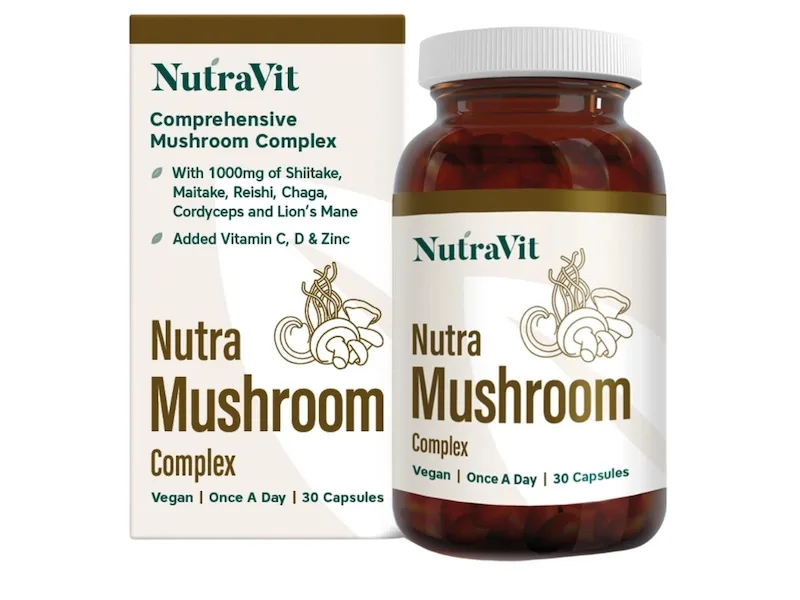 NutraVit
Comprehensive
Mushroom Complex
With 1000mg of Shiitake,
Maitake, Reishi, Chaga,
Cordyceps and Lion's Mane
Added Vitamin C, D & Zinc
Nutra
Mushroom
Complex
Vegan | Once A Day | 30 Capsules
NutraVit
Nutra
Mushroom
Complex
Vegan | Once A Day | 30 Capsules